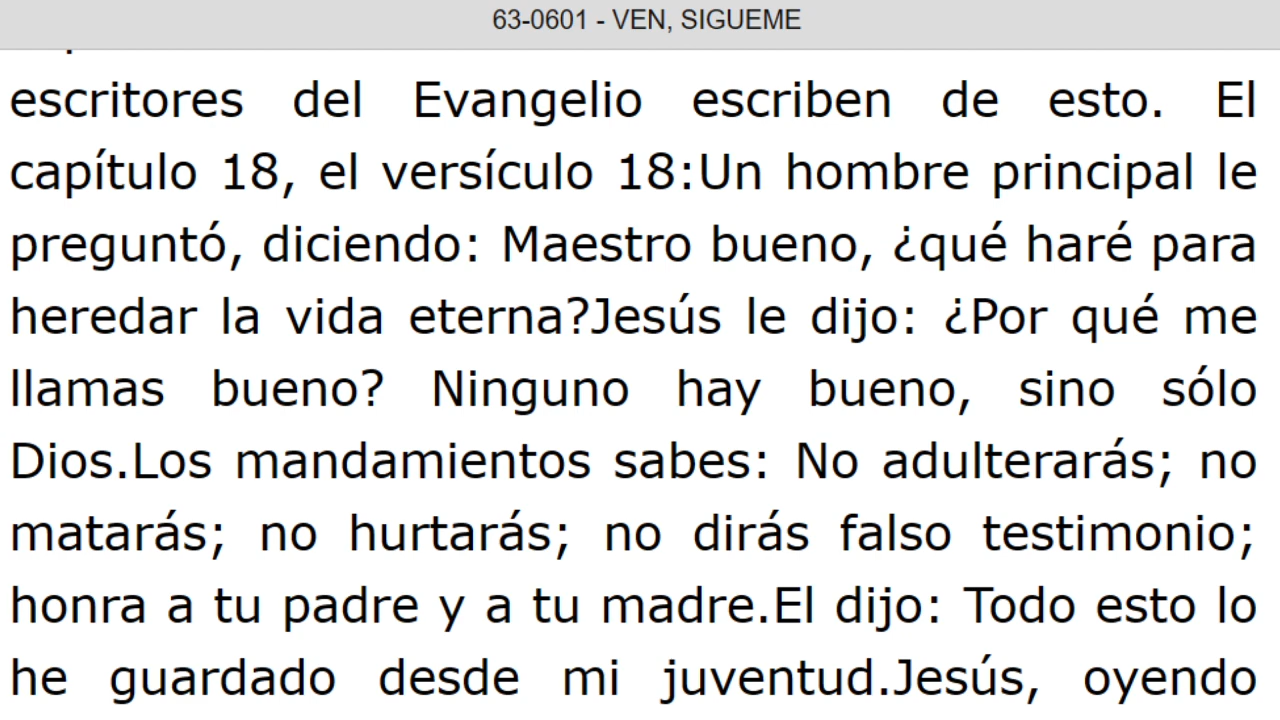 63-0601 - VEN, SIGUEME
escritores del Evangelio escriben de esto. El
capítulo 18, el versículo 18:Un hombre principal le
preguntó, diciendo: Maestro bueno, ¿qué haré para
heredar la vida eterna?Jesús le dijo: ¿Por qué me
llamas bueno? Ninguno hay bueno, sino sólo
Dios.Los mandamientos sabes: No adulterarás; no
matarás; no hurtarás; no dirás falso testimonio;
honra a tu padre y a tu madre.El dijo: Todo esto lo
he guardado desde mi juventud.Jesús, oyendo